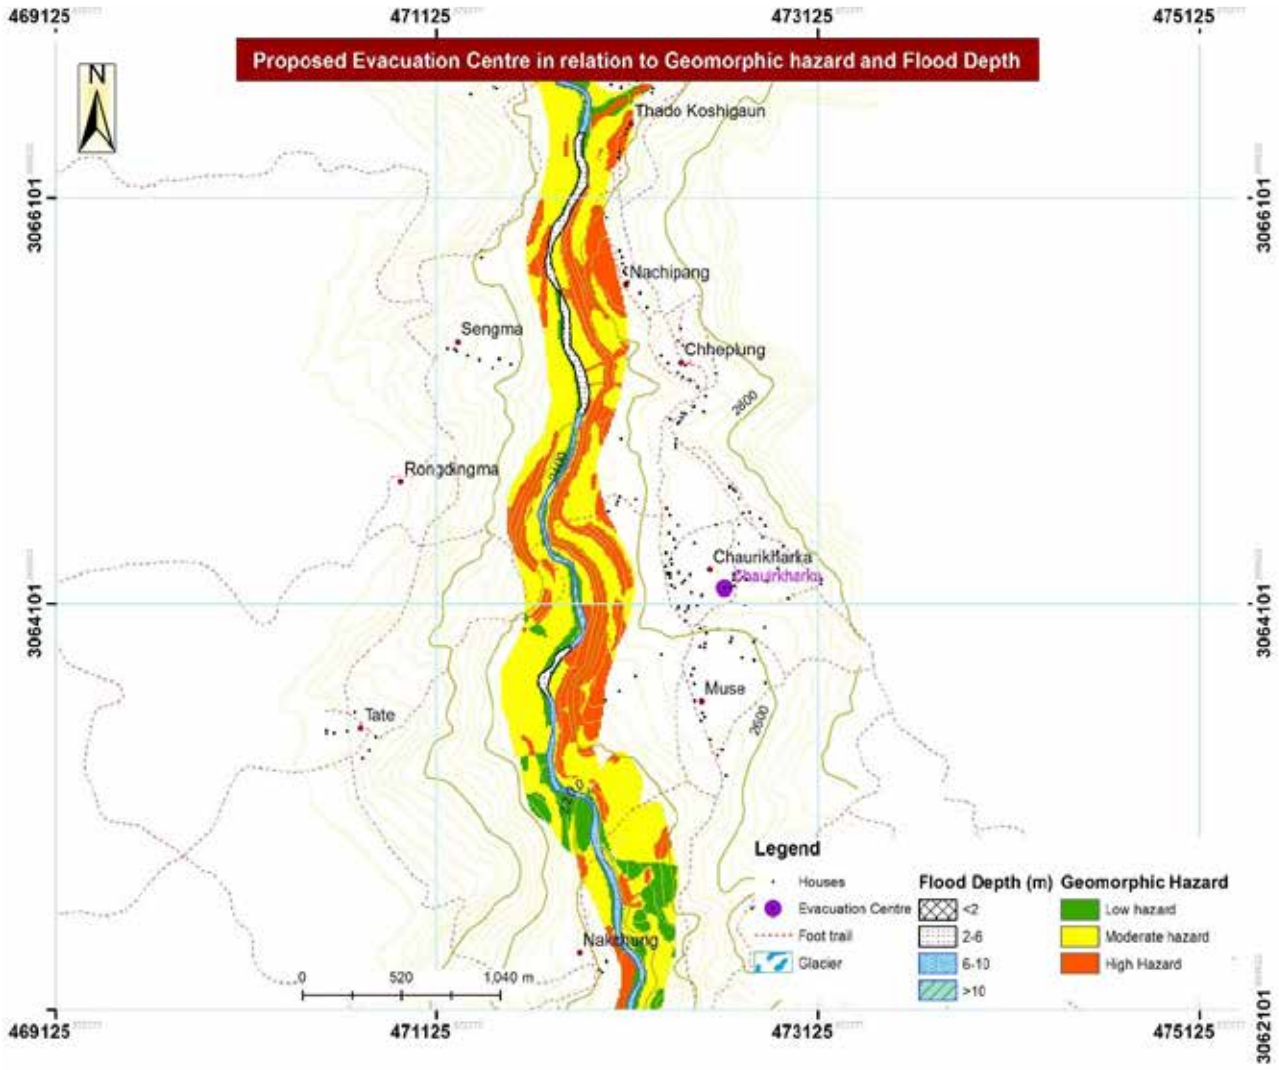 469125 471125 473125 475125
Proposed Evacuation Centre in relation to Geomorphic hazard and Flood Depth
N
Thado Koshigaun
3066101 3066101
Nachipang
Sengma
Chheplung
2800
Rongdingma
Chaurikharka
Chaurikharka
3064101 3064101
Muse
Tate
2600
Legend
Houses
Evacuation Centre
Foot trail
Glacier
Flood Depth (m)
<2
2-6
6-10
>10
Geomorphic Hazard
Low hazard
Moderate hazard
High Hazard
Nakchung
0 520 1,040 m
3062101
469125 471125 473125 475125